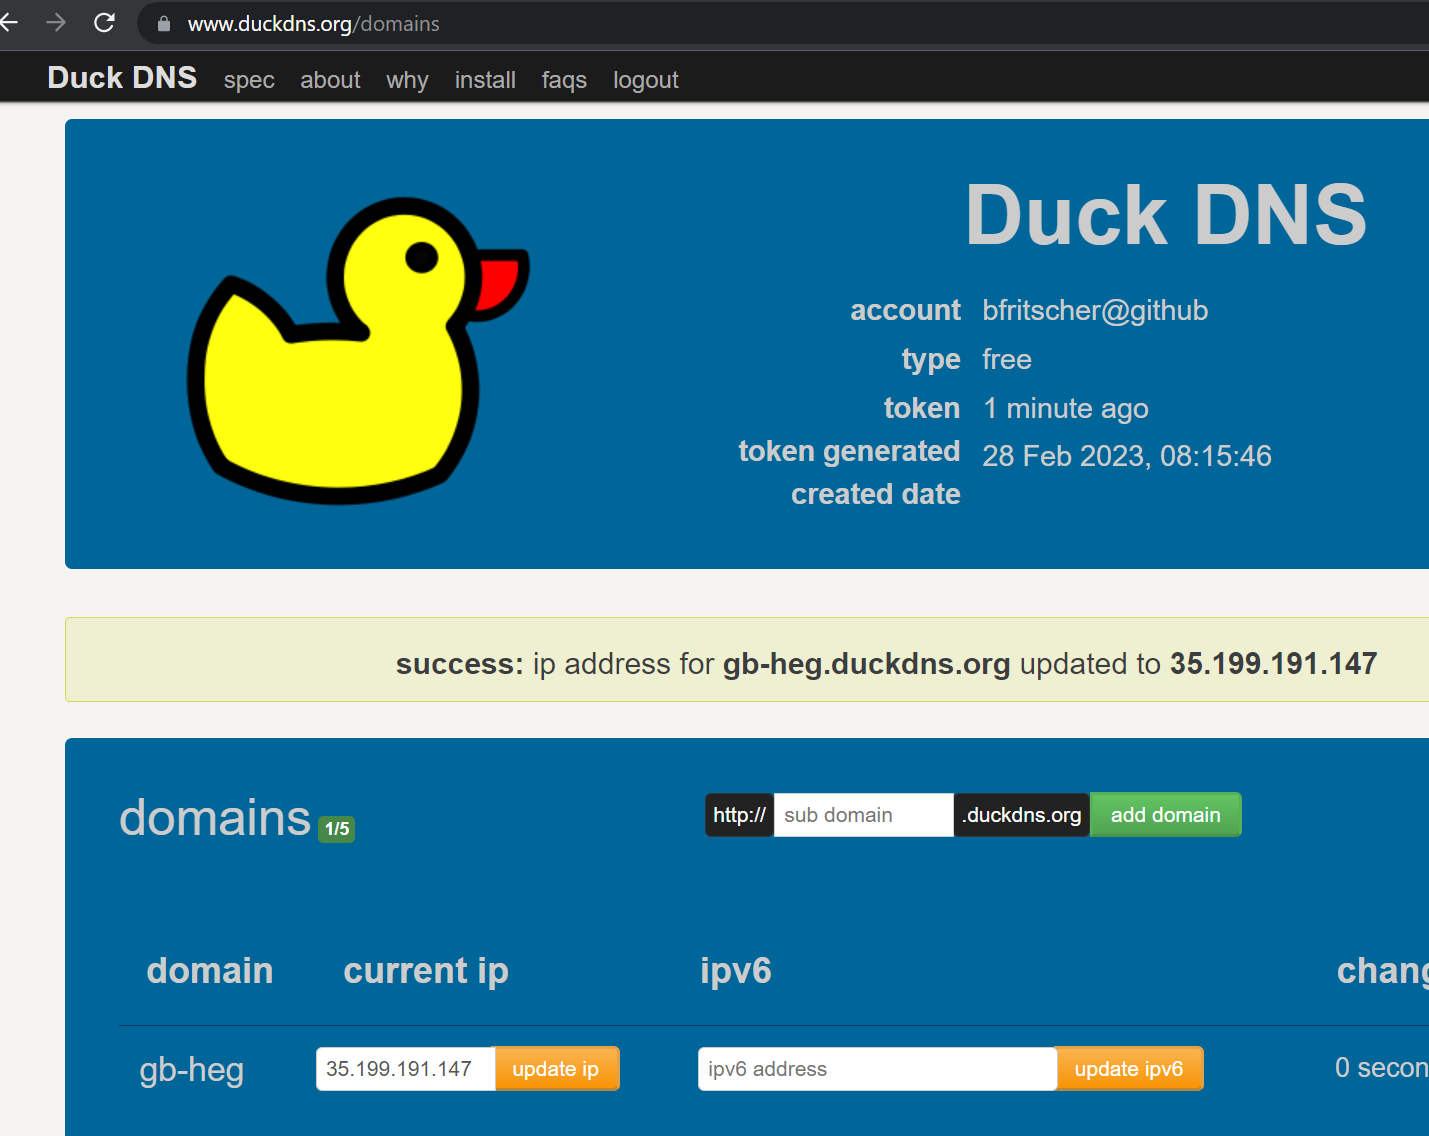 www.duckdns.org/domains
Duck DNS spec about why install faqs logout
Duck DNS
account bfritscher@github
type free
token 1 minute ago
token generated 28 Feb 2023, 08:15:46
created date
success: ip address for gb-heg.duckdns.org updated to 35.199.191.147
domains 1/5 http:// sub domain .duckdns.org add domain
domain current ip ipv6 chang
gb-heg 35.199.191.147 update ip ipv6 address update ipv6 0 secon